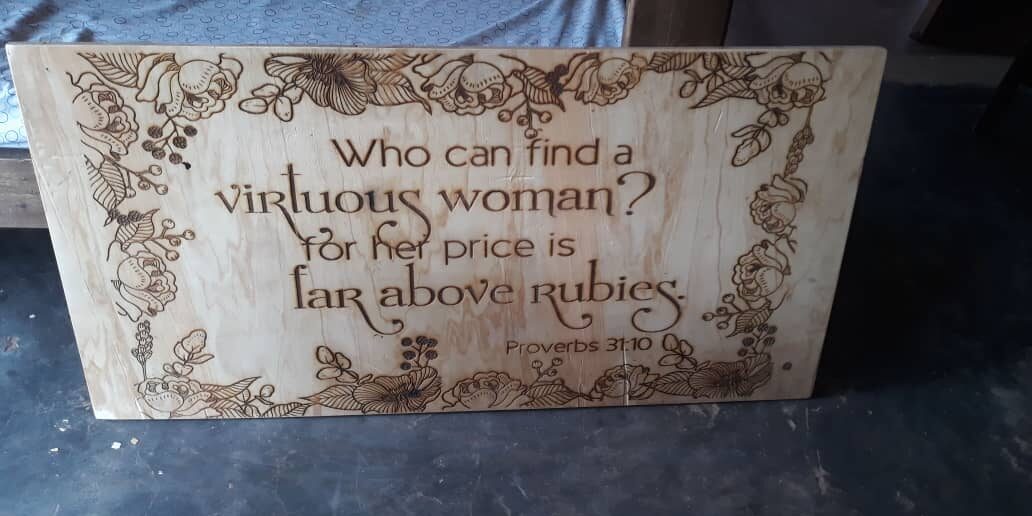 Who can find a
virtuous woman?
for her price is
far above rubies.
Proverbs 31:10